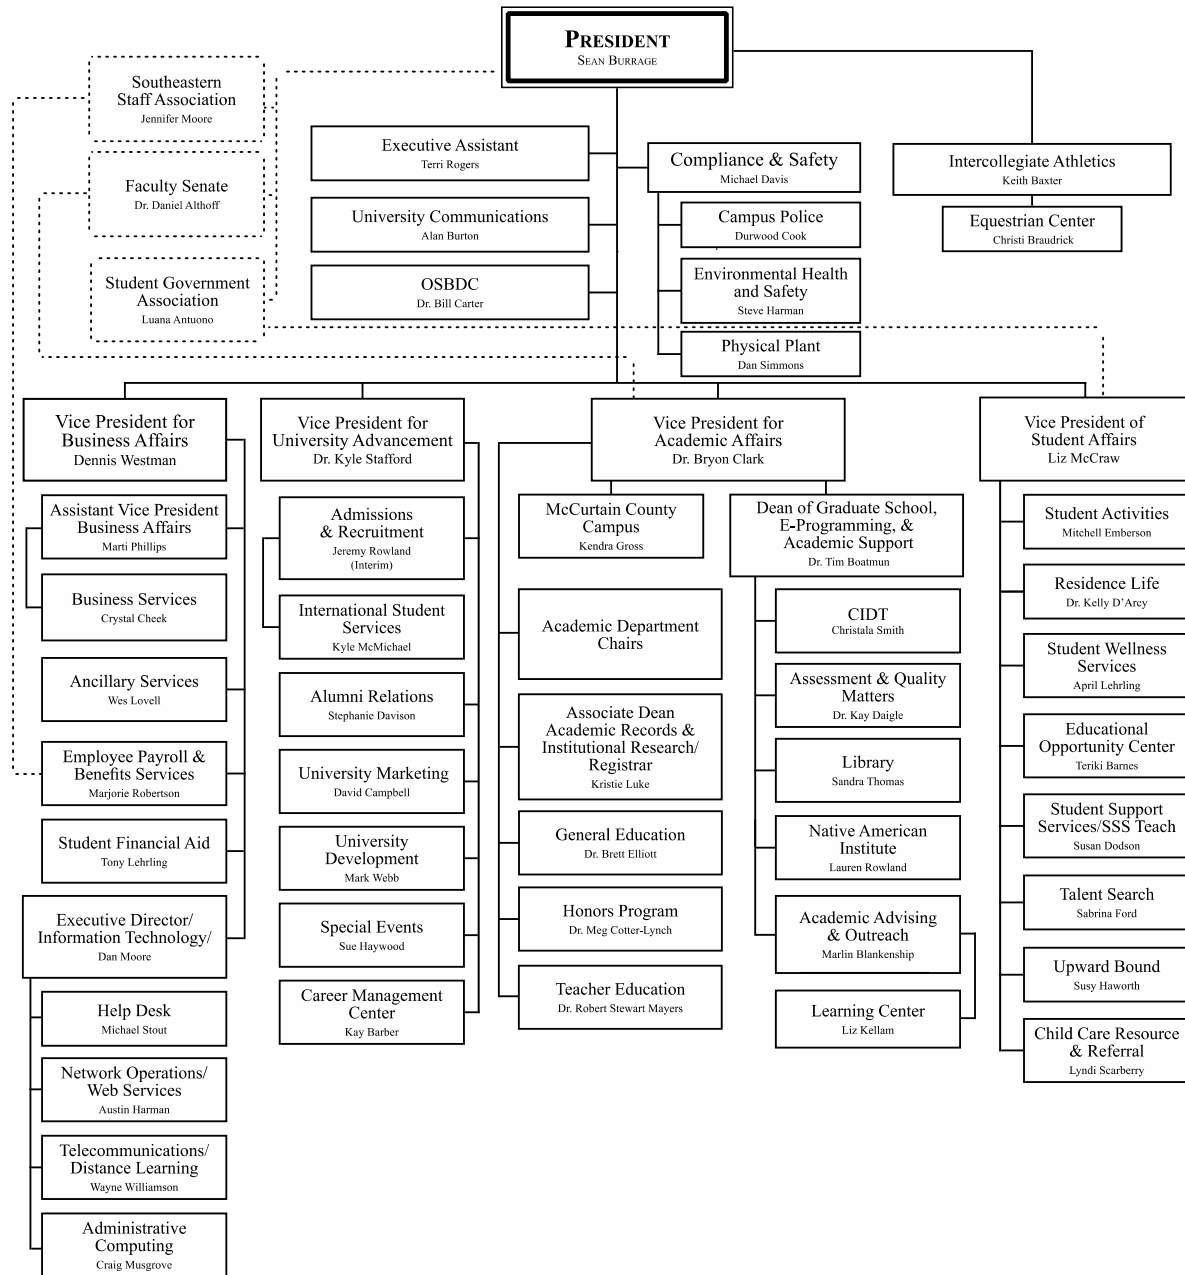 PRESIDENT
SEAN BURRAGE
Southeastern
Staff Association
Jennifer Moore
Faculty Senate
Dr. Daniel Althoff
Student Government
Association
Luana Antuono
Executive Assistant
Terri Rogers
University Communications
Alan Burton
OSBDC
Dr. Bill Carter
Compliance & Safety
Michael Davis
Campus Police
Durwood Cook
Environmental Health
and Safety
Steve Harman
Physical Plant
Dan Simmons
Intercollegiate Athletics
Keith Baxter
Equestrian Center
Christi Braudrick
Vice President for
Business Affairs
Dennis Westman
Assistant Vice President
Business Affairs
Marti Phillips
Business Services
Crystal Cheek
Ancillary Services
Wes Lovell
Employee Payroll &
Benefits Services
Marjorie Robertson
Student Financial Aid
Tony Lehrling
Executive Director/
Information Technology/
Dan Moore
Help Desk
Michael Stout
Network Operations/
Web Services
Austin Harman
Telecommunications/
Distance Learning
Wayne Williamson
Administrative
Computing
Craig Musgrove
Vice President for
University Advancement
Dr. Kyle Stafford
Admissions
& Recruitment
Jeremy Rowland
(Interim)
International Student
Services
Kyle McMichael
Alumni Relations
Stephanie Davison
University Marketing
David Campbell
University
Development
Mark Webb
Special Events
Sue Haywood
Career Management
Center
Kay Barber
Vice President for
Academic Affairs
Dr. Bryon Clark
McCurtain County
Campus
Kendra Gross
Academic Department
Chairs
Associate Dean
Academic Records &
Institutional Research/
Registrar
Kristie Luke
General Education
Dr. Brett Elliott
Honors Program
Dr. Meg Cotter-Lynch
Teacher Education
Dr. Robert Stewart Mayers
Dean of Graduate School,
E-Programming, &
Academic Support
Dr. Tim Boatmun
CIDT
Christala Smith
Assessment & Quality
Matters
Dr. Kay Daigle
Library
Sandra Thomas
Native American
Institute
Lauren Rowland
Academic Advising
& Outreach
Marlin Blankenship
Learning Center
Liz Kellam
Vice President of
Student Affairs
Liz McCraw
Student Activities
Mitchell Emberson
Residence Life
Dr. Kelly D’Arcy
Student Wellness
Services
April Lehrling
Educational
Opportunity Center
Teriki Barnes
Student Support
Services/SSS Teach
Susan Dodson
Talent Search
Sabrina Ford
Upward Bound
Susy Haworth
Child Care Resource
& Referral
Lyndi Scarberry